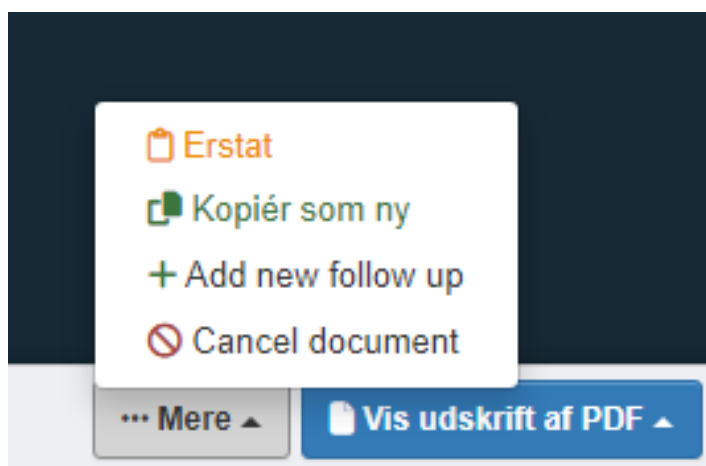 Erstat
Kopiér som ny
Add new follow up
Cancel document
··· Mere
Vis udskrift af PDF